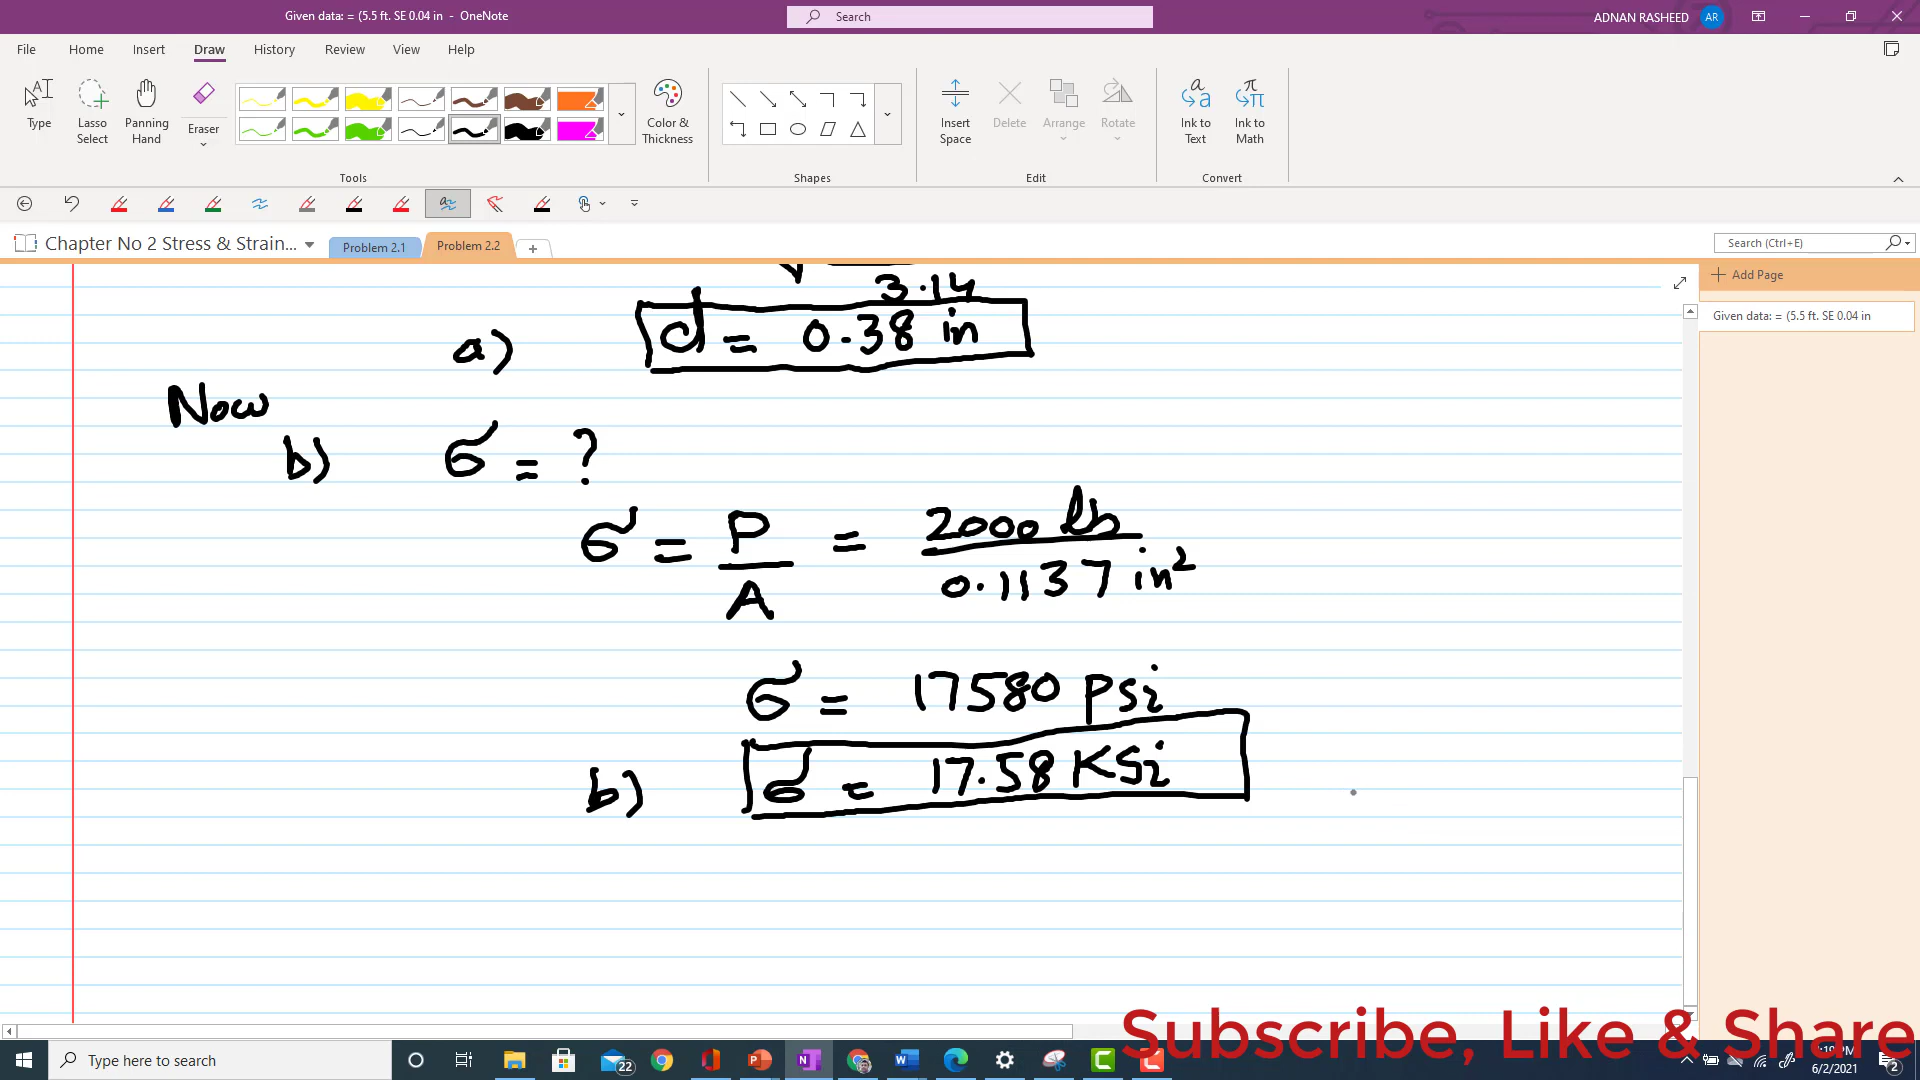 Given data: = (5.5 ft. SE 0.04 in - OneNote
Search
ADNAN RASHEED
AR
File Home Insert Draw History Review View Help
Type
Lasso Select
Panning Hand
Eraser
Color & Thickness
Insert Space
Delete
Arrange
Rotate
Ink to Text
Ink to Math
Tools
Shapes
Edit
Convert
Chapter No 2 Stress & Strain...
Problem 2.1
Problem 2.2
Search (Ctrl+E)
Add Page
Given data: = (5.5 ft. SE 0.04 in
3.14
a) d = 0.38 in
Now
b) σ = ?
σ = P/A = 2000 lb / 0.1137 in²
σ = 17580 Psi
b) σ = 17.58 KSi
Subscribe, Like & Share
Type here to search
22
6/2/2021
2